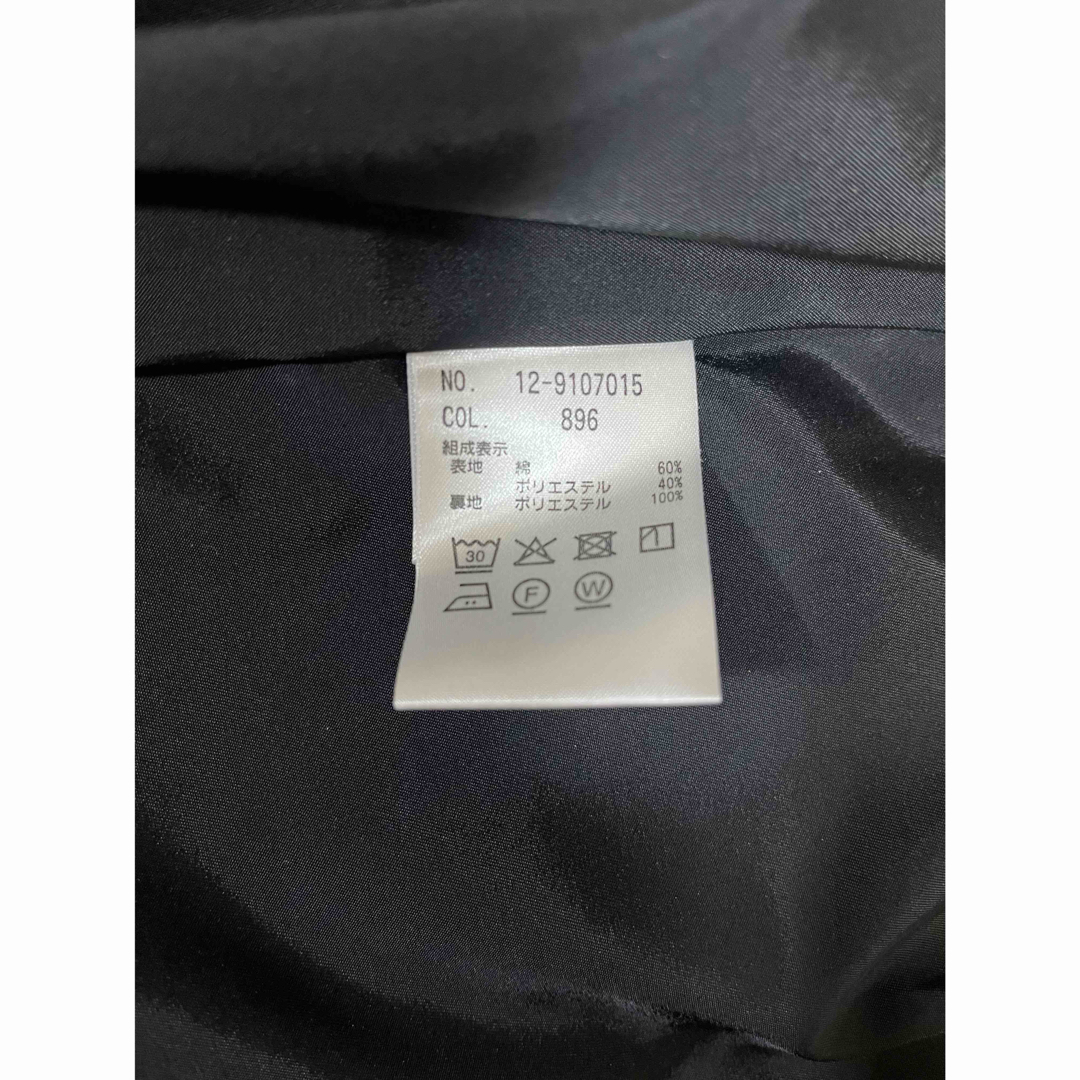 NO. 12-9107015
COL. 896
組成表示
表地 綿 60%
ポリエステル 40%
裏地 ポリエステル 100%
30
F W